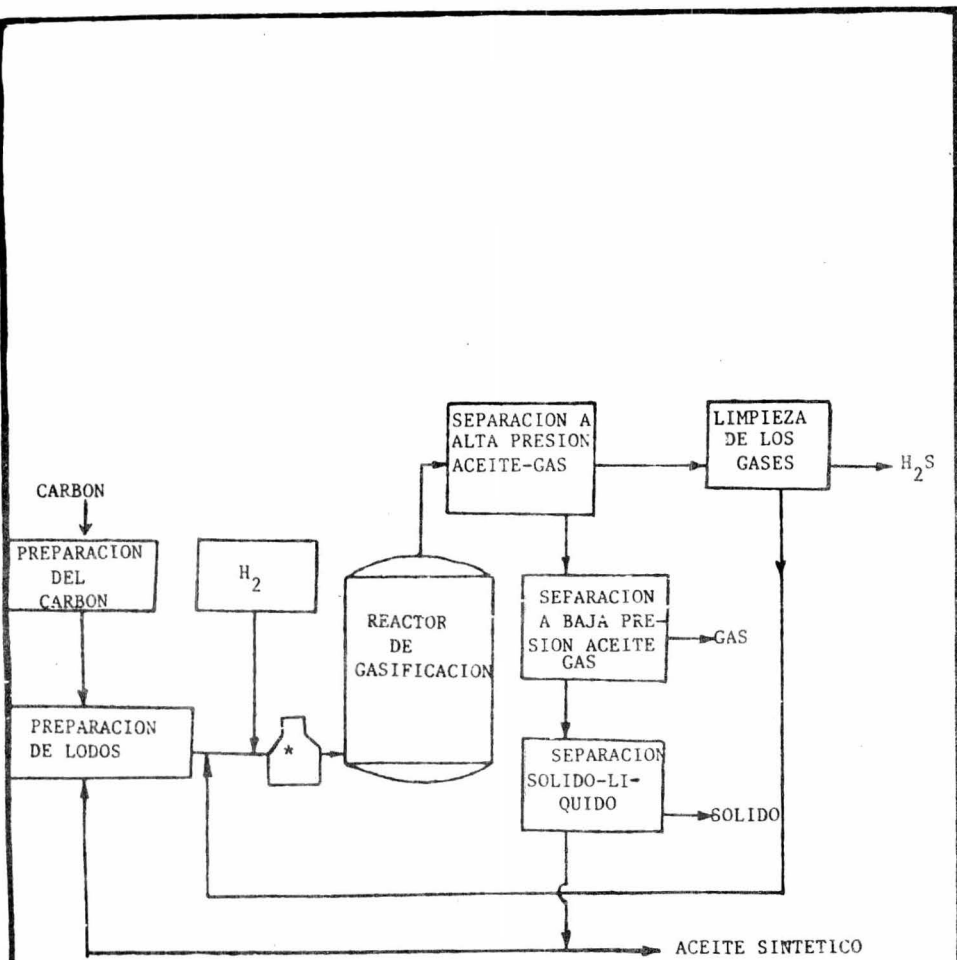 CARBON
PREPARACION
DEL
CARBON
H2
PREPARACION
DE LODOS
*
REACTOR
DE
GASIFICACION
SEPARACION A
ALTA PRESION
ACEITE-GAS
LIMPIEZA
DE LOS
GASES
H2S
SEPARACION
A BAJA PRE-
SION ACEITE
GAS
GAS
SEPARACION
SOLIDO-LI-
QUIDO
SOLIDO
ACEITE SINTETICO